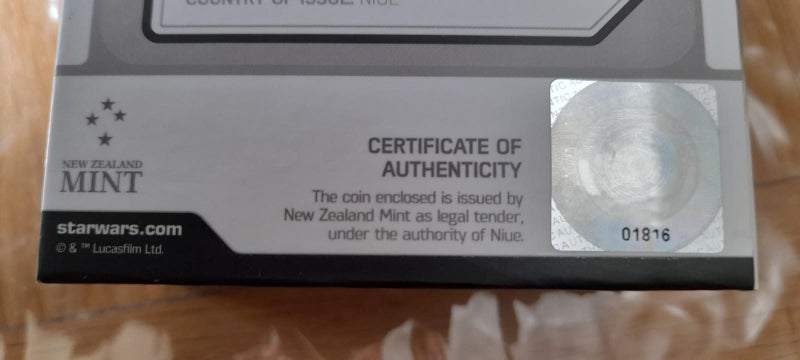 COUNTRY OF ISSUE: NIUE
NEW ZEALAND
MINT
CERTIFICATE OF
AUTHENTICITY
The coin enclosed is issued by
New Zealand Mint as legal tender,
under the authority of Niue.
starwars.com
© & ™ Lucasfilm Ltd.
01816